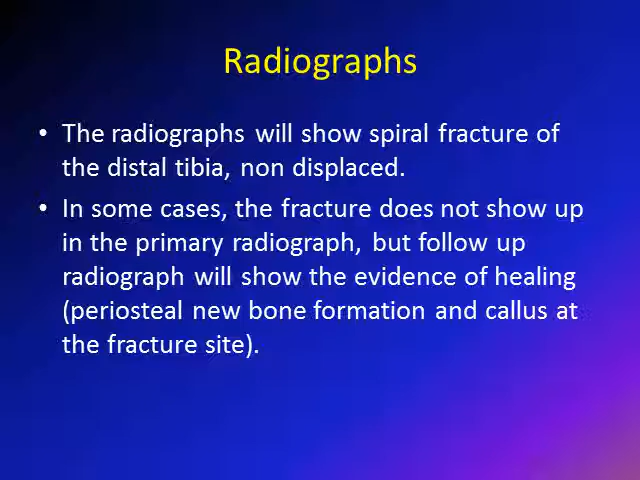 Radiographs
• The radiographs will show spiral fracture of
the distal tibia, non displaced.
• In some cases, the fracture does not show up
in the primary radiograph, but follow up
radiograph will show the evidence of healing
(periosteal new bone formation and callus at
the fracture site).